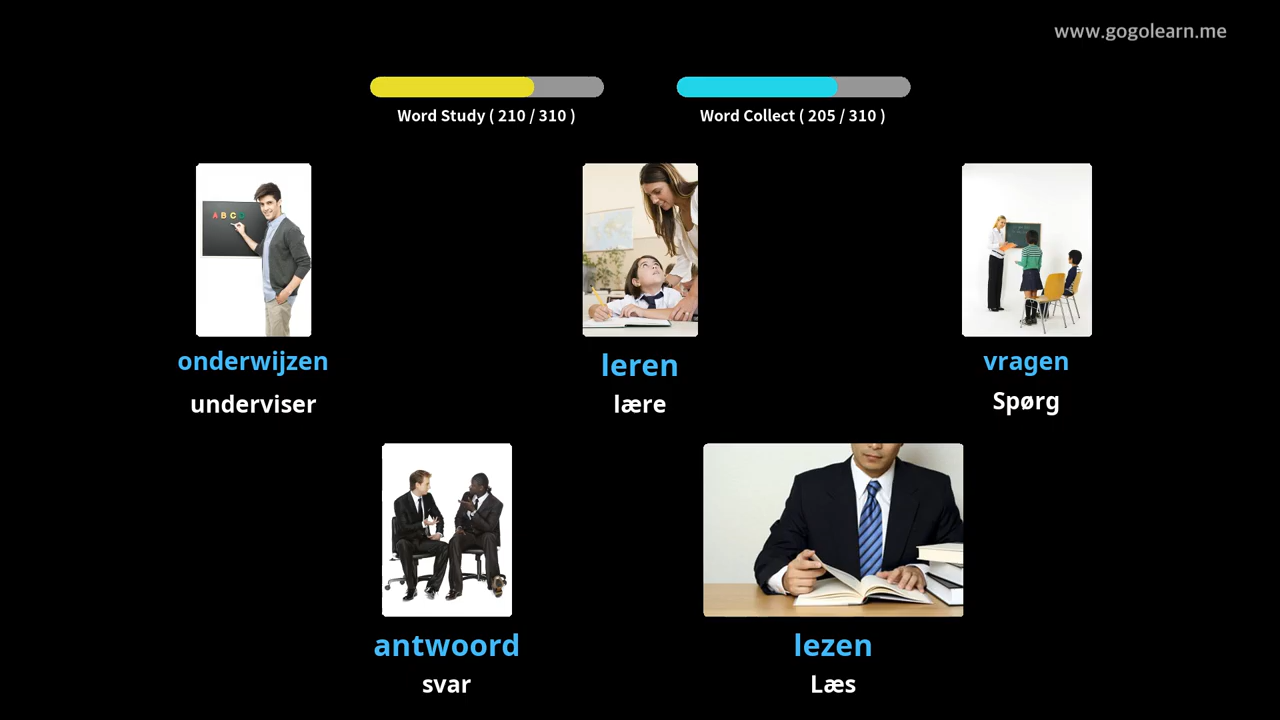 www.gogolearn.me
Word Study ( 210 / 310 )
Word Collect ( 205 / 310 )
A B C D
onderwijzen
leren
vragen
underviser
lære
Spørg
antwoord
lezen
svar
Læs